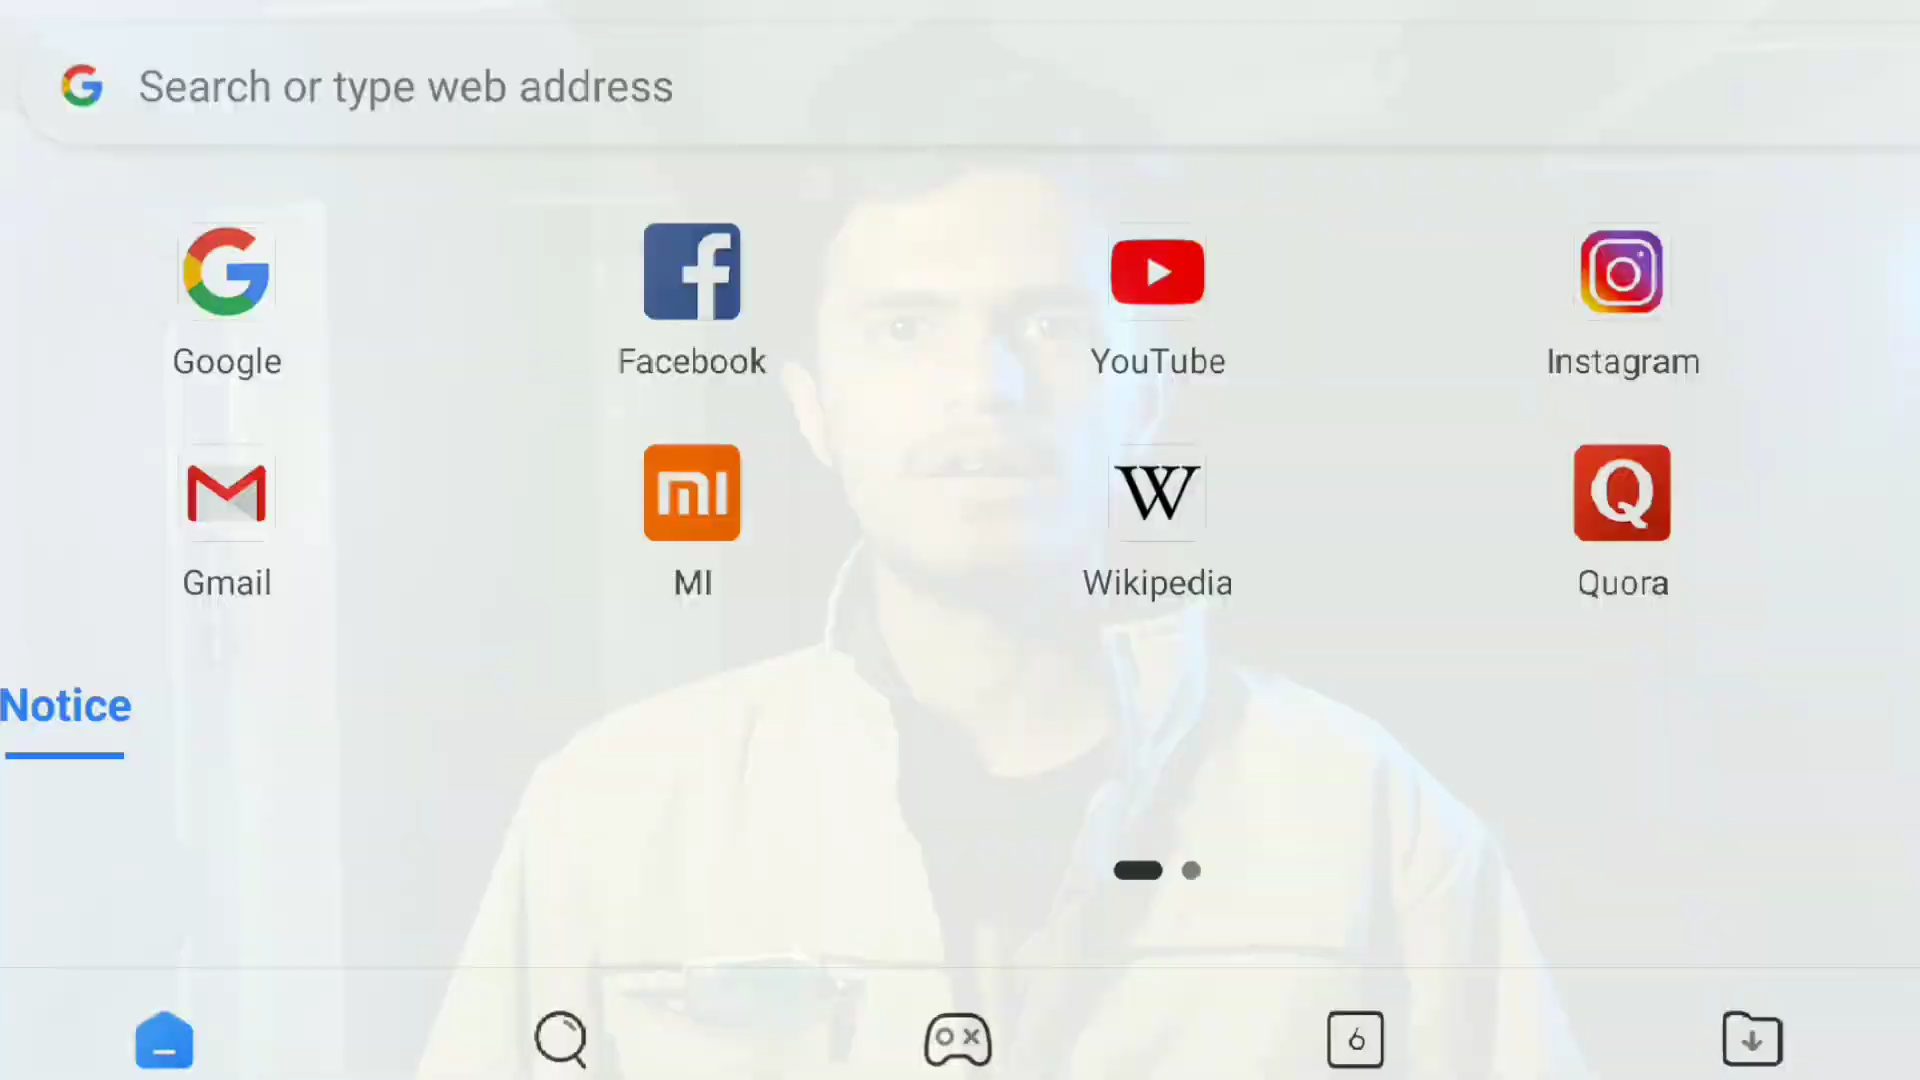 Search or type web address
Google
Facebook
YouTube
Instagram
Gmail
MI
Wikipedia
Quora
Notice
6